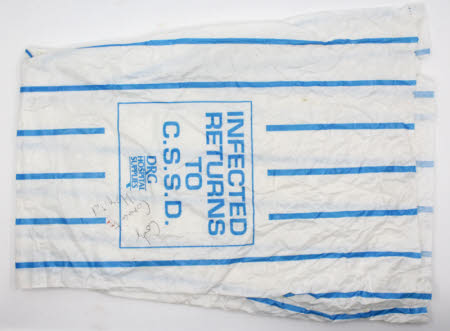 INFECTED
RETURNS
TO
C.S.S.D.
DRG
HOSPITAL
SUPPLIES